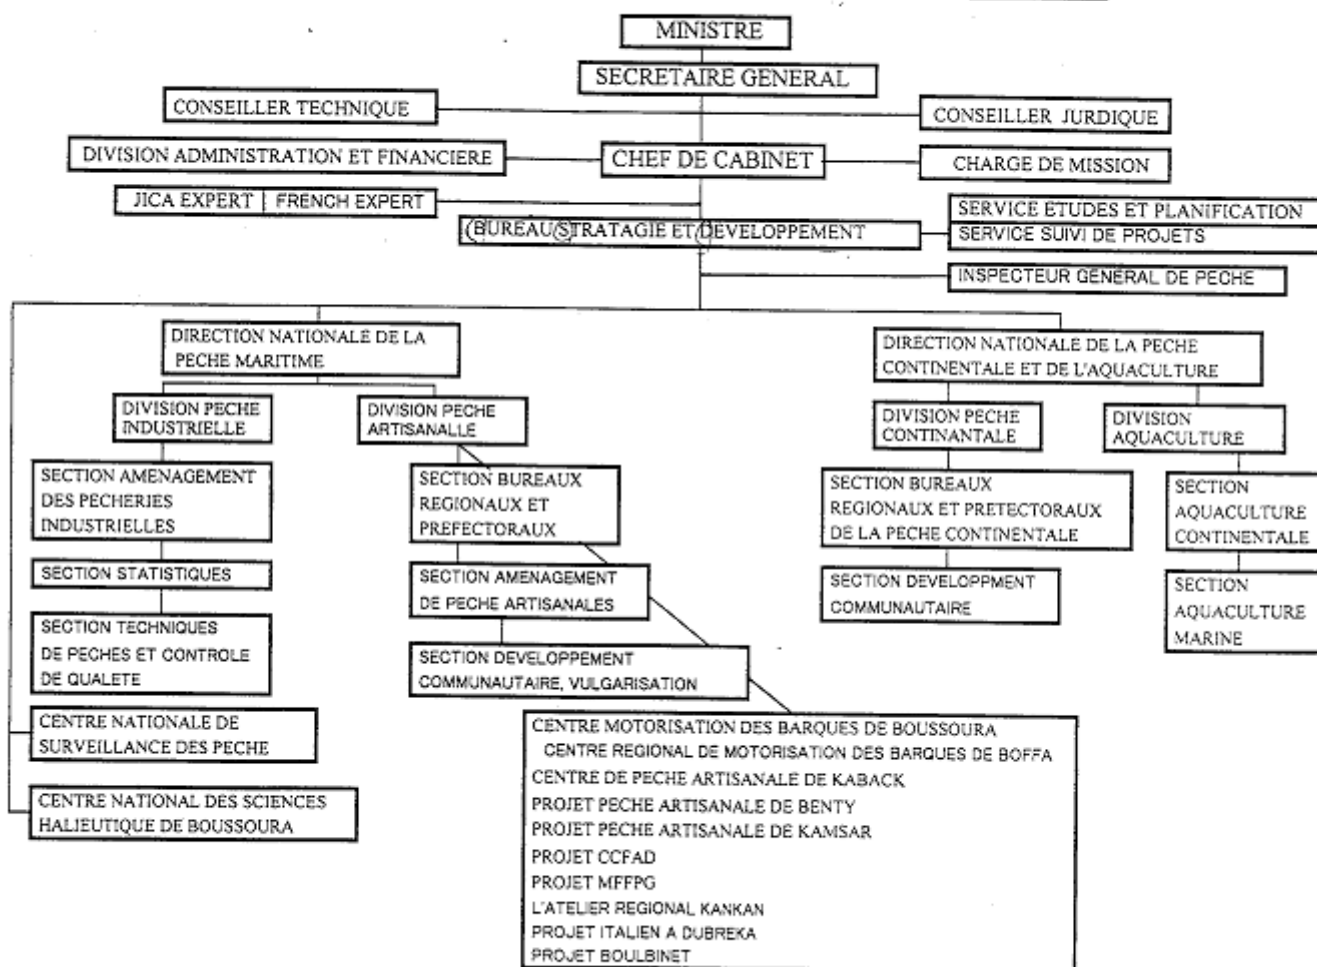 MINISTRE
SECRETAIRE GENERAL
CONSEILLER TECHNIQUE
CONSEILLER JURDIQUE
DIVISION ADMINISTRATION ET FINANCIERE
CHEF DE CABINET
CHARGE DE MISSION
JICA EXPERT
FRENCH EXPERT
BUREAU STRATAGIE ET DEVELOPPEMENT
SERVICE ETUDES ET PLANIFICATION
SERVICE SUIVI DE PROJETS
INSPECTEUR GENERAL DE PECHE
DIRECTION NATIONALE DE LA
PECHE MARITIME
DIRECTION NATIONALE DE LA PECHE
CONTINENTALE ET DE L'AQUACULTURE
DIVISION PECHE
INDUSTRIELLE
DIVISION PECHE
ARTISANALLE
DIVISION PECHE
CONTINANTALE
DIVISION
AQUACULTURE
SECTION AMENAGEMENT
DES PECHERIES
INDUSTRIELLES
SECTION STATISTIQUES
SECTION TECHNIQUES
DE PECHES ET CONTROLE
DE QUALETE
SECTION BUREAUX
REGIONAUX ET
PREFECTORAUX
SECTION AMENAGEMENT
DE PECHE ARTISANALES
SECTION DEVELOPPEMENT
COMMUNAUTAIRE, VULGARISATION
SECTION BUREAUX
REGIONAUX ET PRETECTORAUX
DE LA PECHE CONTINENTALE
SECTION DEVELOPPMENT
COMMUNAUTAIRE
SECTION
AQUACULTURE
CONTINENTALE
SECTION
AQUACULTURE
MARINE
CENTRE NATIONALE DE
SURVEILLANCE DES PECHE
CENTRE NATIONAL DES SCIENCES
HALIEUTIQUE DE BOUSSOURA
CENTRE MOTORISATION DES BARQUES DE BOUSSOURA
CENTRE REGIONAL DE MOTORISATION DES BARQUES DE BOFFA
CENTRE DE PECHE ARTISANALE DE KABACK
PROJET PECHE ARTISANALE DE BENTY
PROJET PECHE ARTISANALE DE KAMSAR
PROJET CCFAD
PROJET MFFPG
L'ATELIER REGIONAL KANKAN
PROJET ITALIEN A DUBREKA
PROJET BOULBINET